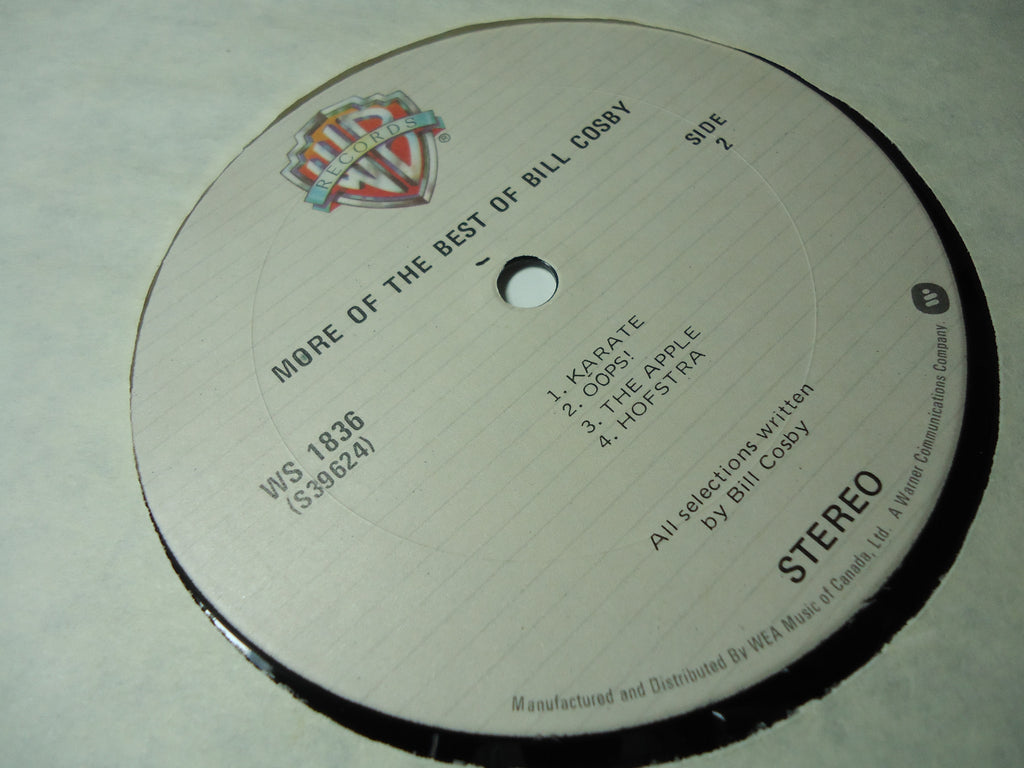 WB
RECORDS
®
SIDE
2
MORE OF THE BEST OF BILL COSBY
WS 1836
(S39624)
1. KARATE
2. OOPS!
3. THE APPLE
4. HOFSTRA
All selections written
by Bill Cosby
STEREO
Manufactured and Distributed By WEA Music of Canada, Ltd. A Warner Communications Company